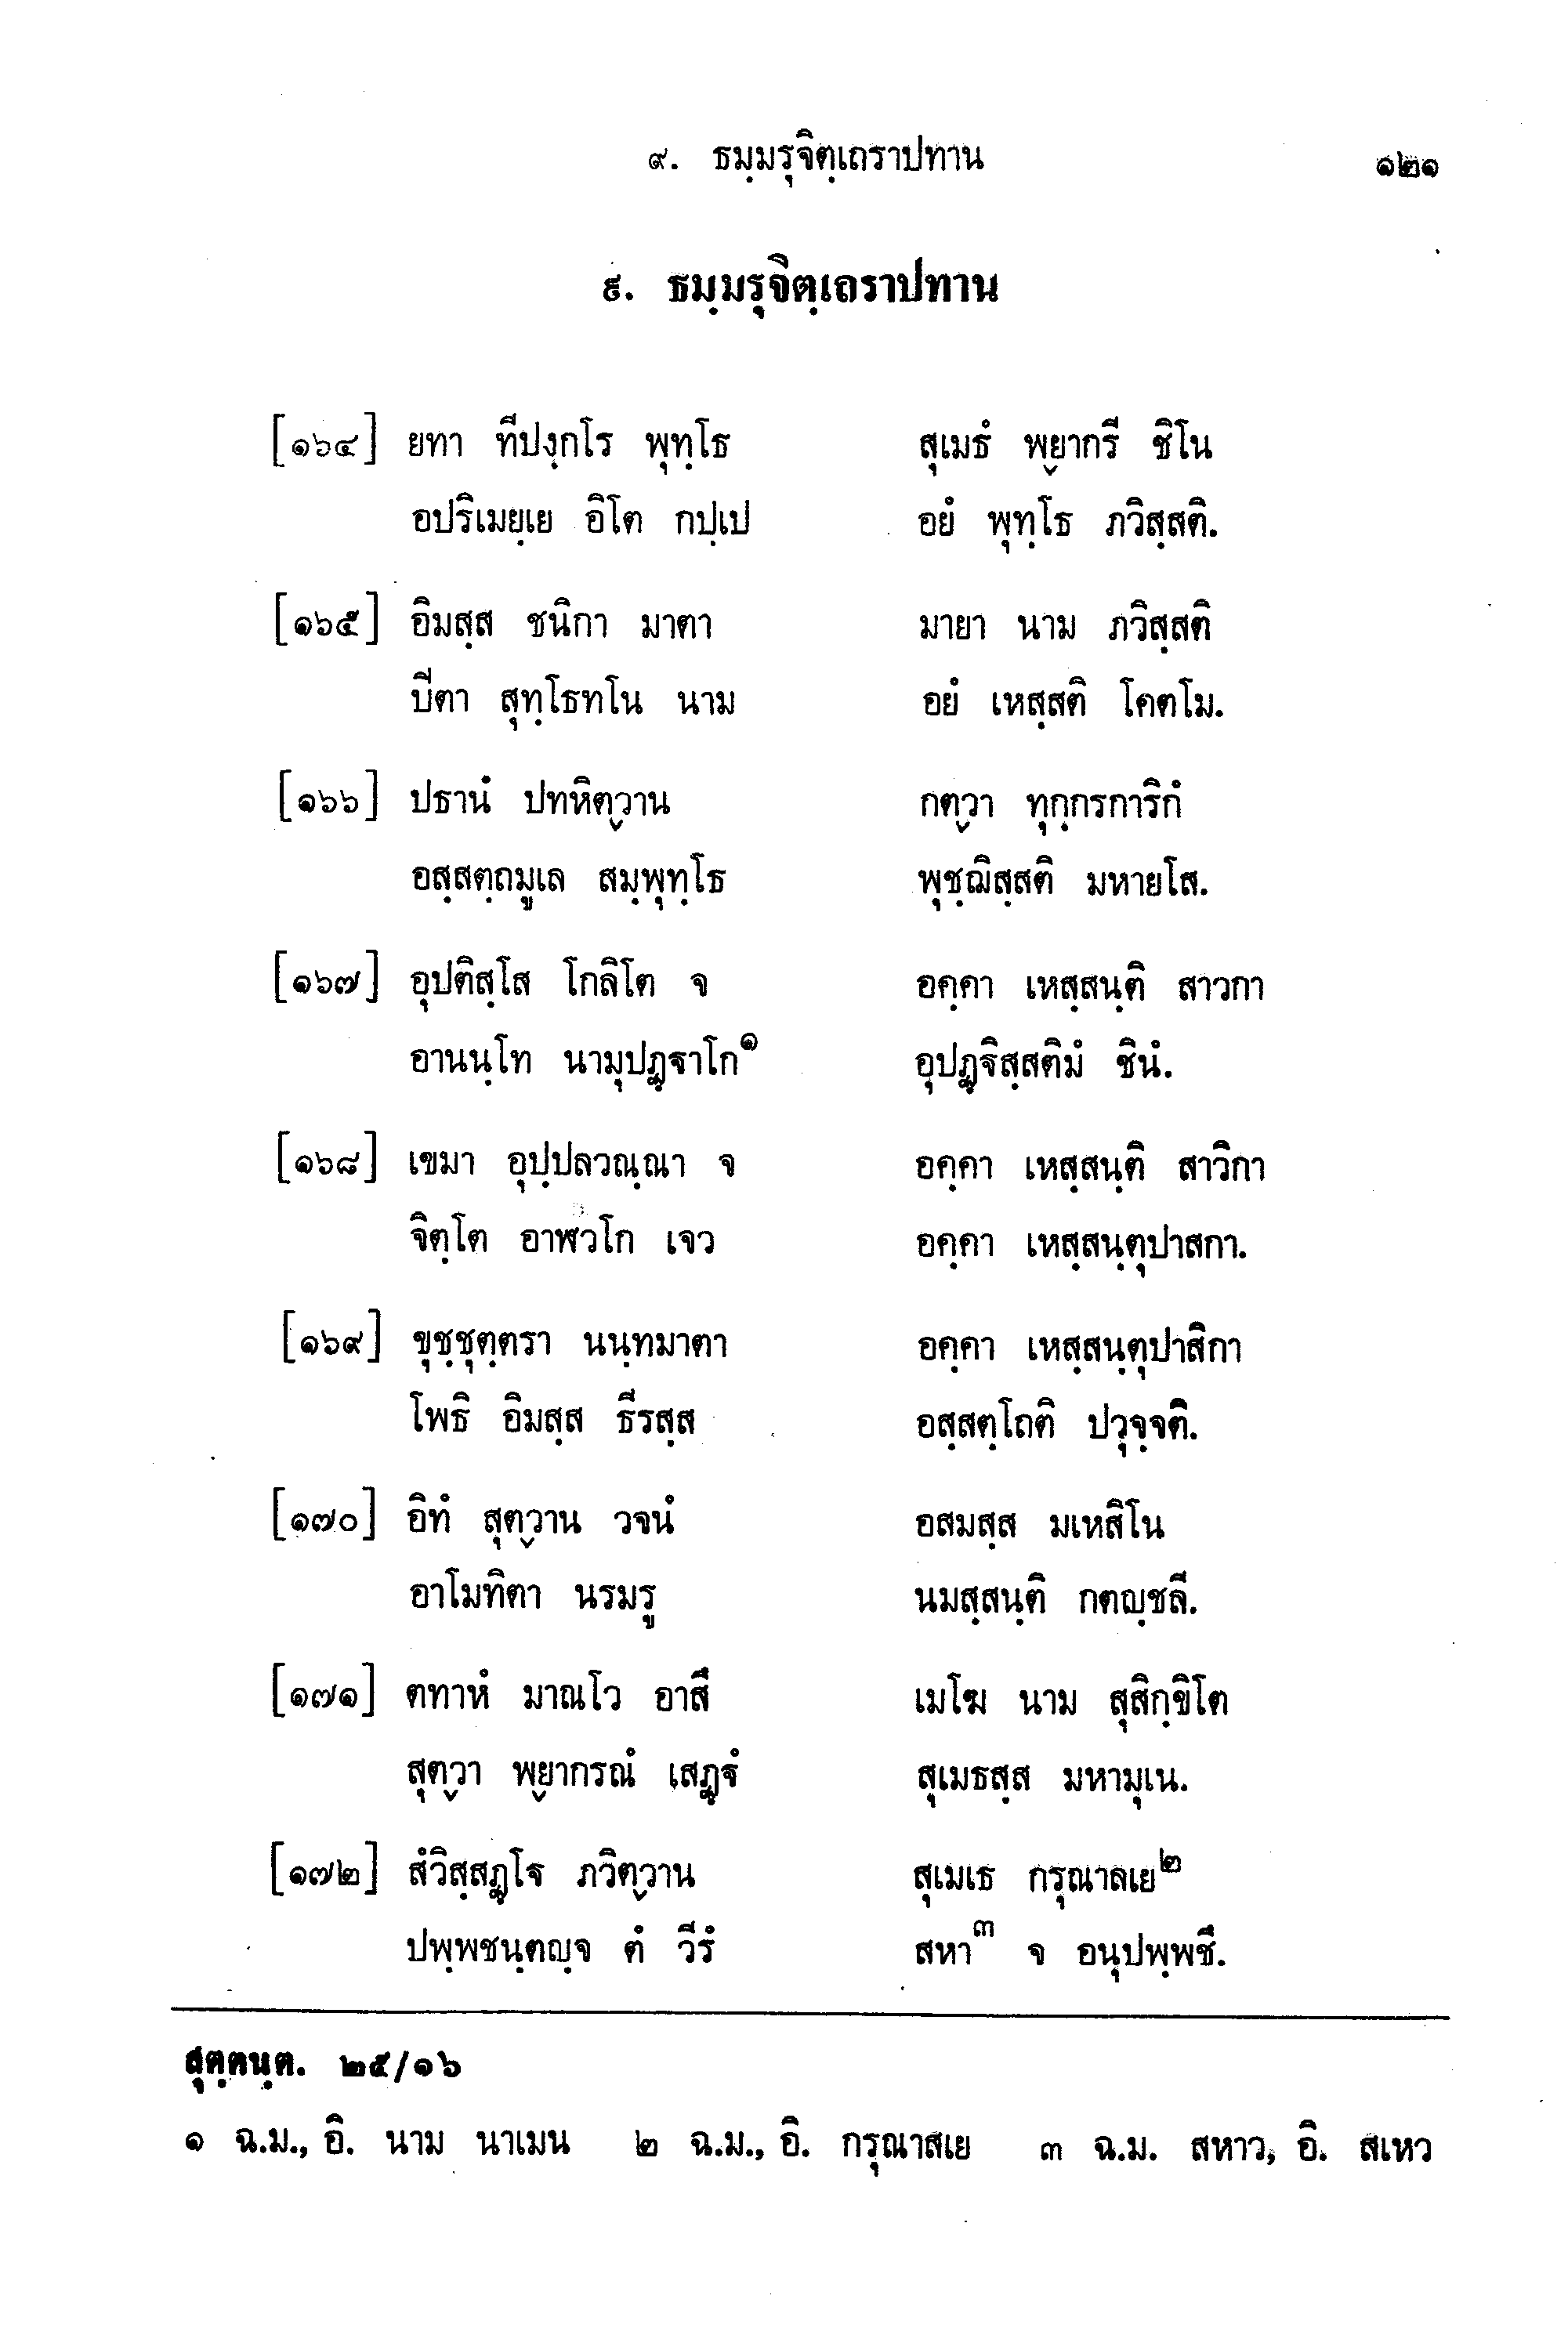 ๙. ธมฺมรุจิตฺเถราปทาน ๑๒๑
๙. ธมฺมรุจิตฺเถราปทาน
[๑๖๔] ยทา ทีปงฺกโร พุทฺโธ สุเมธํ พฺยากรี ชิโน
อปริเมยฺเย อิโต กปฺเป อยํ พุทฺโธ ภวิสฺสติ.
[๑๖๕] อิมสฺส ชนิกา มาตา มายา นาม ภวิสฺสติ
ปีตา สุทฺโธทโน นาม อยํ เหสฺสติ โคตโม.
[๑๖๖] ปธานํ ปทหิตฺวาน กตฺวา ทุกฺกรการิกํ
อสฺสตฺถมูเล สมฺพุทฺโธ พุชฺฌิสฺสติ มหายโส.
[๑๖๗] อุปติสฺโส โกลิโต จ อคฺคา เหสฺสนฺติ สาวกา
อานนฺโท นามุปฏฺฐาโก๑ อุปฏฺฐิสฺสติมํ ชินํ.
[๑๖๘] เขมา อุปฺปลวณฺณา จ อคฺคา เหสฺสนฺติ สาวิกา
จิตฺโต อาฬวโก เจว อคฺคา เหสฺสนฺตุปาสกา.
[๑๖๙] ขุชฺชุตฺตรา นนฺทมาตา อคฺคา เหสฺสนฺตุปาสิกา
โพธิ อิมสฺส ธีรสฺส อสฺสตฺโถติ ปวุจฺจติ.
[๑๗๐] อิทํ สุตฺวาน วจนํ อสมสฺส มเหสิโน
อาโมทิตา นรมรู นมสฺสนฺติ กตญฺชลี.
[๑๗๑] ตทาหํ มาณโว อาสึ เมโฆ นาม สุสิกฺขิโต
สุตฺวา พฺยากรณํ เสฏฺฐํ สุเมธสฺส มหามุเน.
[๑๗๒] สํวิสฺสฏฺโฐ ภวิตฺวาน สุเมเธ กรุณาลเย๒
ปพฺพชนฺตญฺจ ตํ วีรํ สหา๓ จ อนุปพฺพชึ.
สุตฺตนฺต. ๒๕/๑๖
๑ ฉ.ม., อิ. นาม นาเมน ๒ ฉ.ม., อิ. กรุณาสเย ๓ ฉ.ม. สหาว, อิ. สเหว